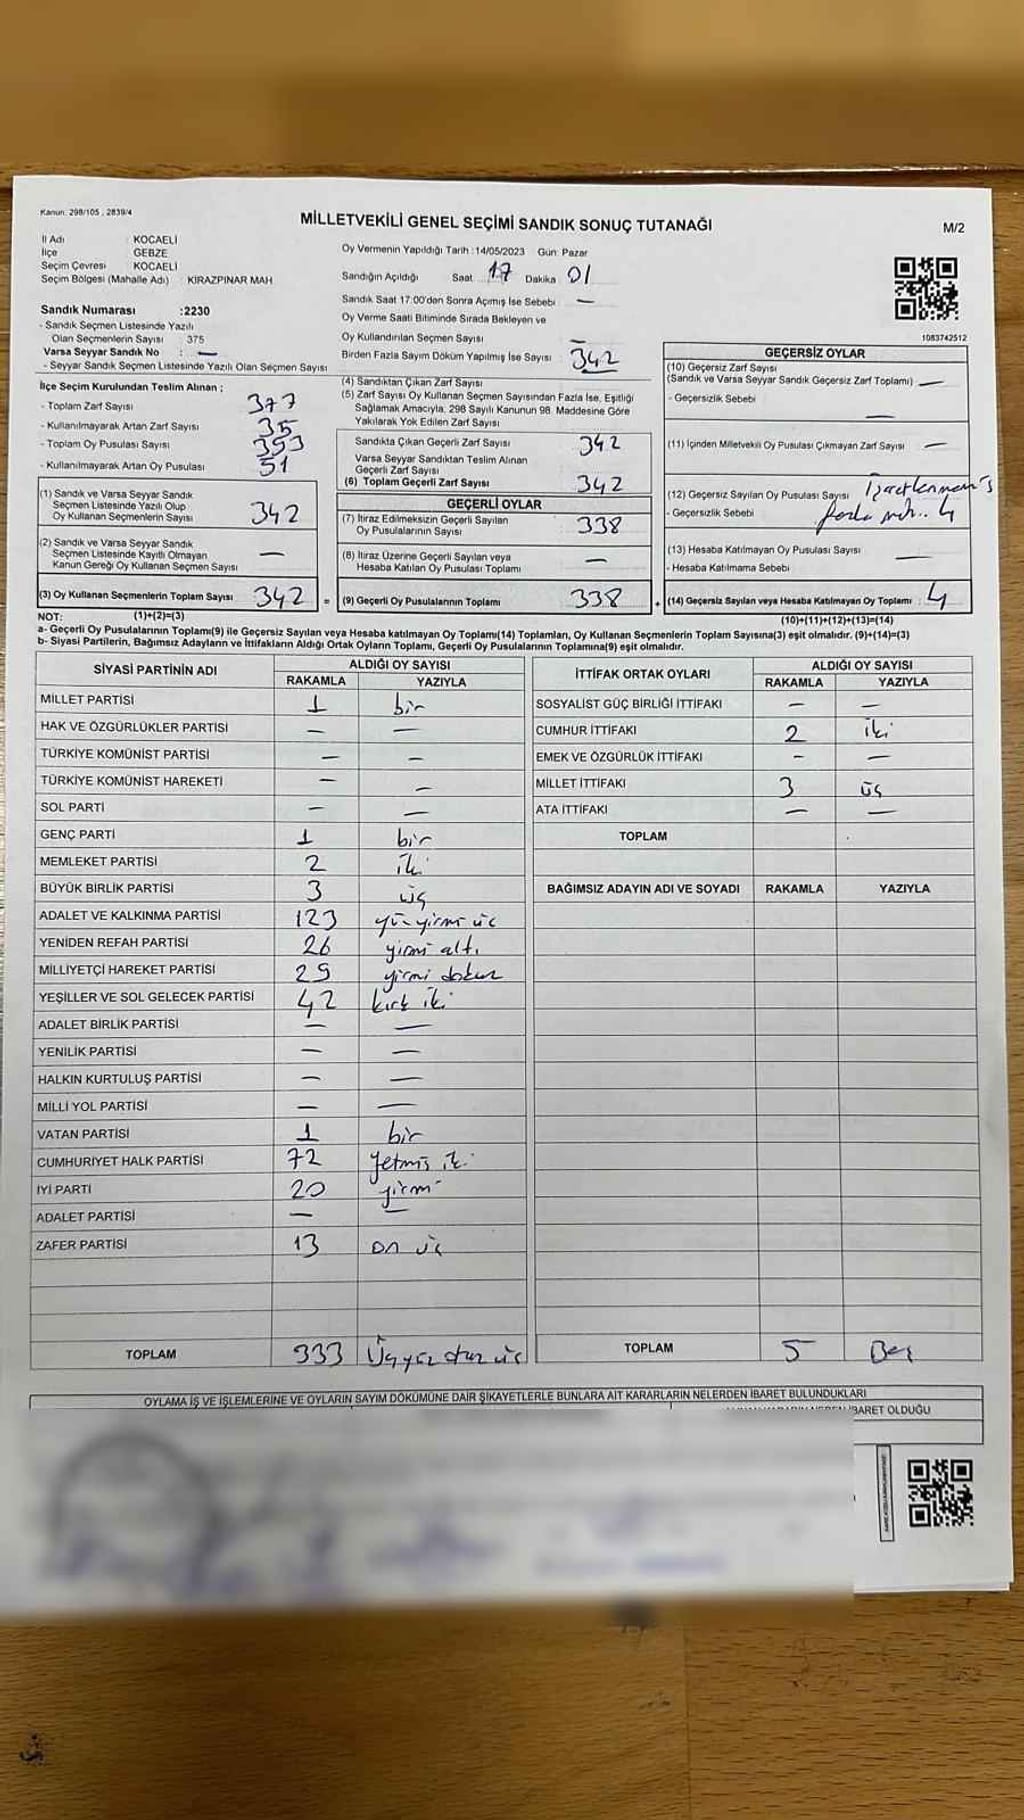 Kanun: 298/105 , 2839/4
MİLLETVEKİLİ GENEL SEÇİMİ SANDIK SONUÇ TUTANAĞI
M/2
İl Adı : KOCAELİ
İlçe : GEBZE
Seçim Çevresi : KOCAELİ
Seçim Bölgesi (Mahalle Adı) : KİRAZPINAR MAH
Sandık Numarası :2230
- Sandık Seçmen Listesinde Yazılı
Olan Seçmenlerin Sayısı 375
Varsa Seyyar Sandık No : —
- Seyyar Sandık Seçmen Listesinde Yazılı Olan Seçmen Sayısı
İlçe Seçim Kurulundan Teslim Alınan ;
- Toplam Zarf Sayısı 377
- Kullanılmayarak Artan Zarf Sayısı 35
- Toplam Oy Pusulası Sayısı 393
- Kullanılmayarak Artan Oy Pusulası 51
(1) Sandık ve Varsa Seyyar Sandık
Seçmen Listesinde Yazılı Olup
Oy Kullanan Seçmenlerin Sayısı 342
(2) Sandık ve Varsa Seyyar Sandık
Seçmen Listesinde Kayıtlı Olmayan
Kanun Gereği Oy Kullanan Seçmen Sayısı —
(3) Oy Kullanan Seçmenlerin Toplam Sayısı 342 =
Oy Vermenin Yapıldığı Tarih :14/05/2023 Gün: Pazar
Sandığın Açıldığı Saat 17 Dakika 01
Sandık Saat 17:00'den Sonra Açımış İse Sebebi —
Oy Verme Saati Bitiminde Sırada Bekleyen ve
Oy Kullandırılan Seçmen Sayısı —
Birden Fazla Sayım Döküm Yapılmış İse Sayısı
(4) Sandıktan Çıkan Zarf Sayısı 342
(5) Zarf Sayısı Oy Kullanan Seçmen Sayısından Fazla İse, Eşitliği
Sağlamak Amacıyla, 298 Sayılı Kanunun 98. Maddesine Göre
Yakılarak Yok Edilen Zarf Sayısı
Sandıkta Çıkan Geçerli Zarf Sayısı 342
Varsa Seyyar Sandıktan Teslim Alınan
Geçerli Zarf Sayısı
(6) Toplam Geçerli Zarf Sayısı 342
GEÇERLİ OYLAR
(7) İtiraz Edilmeksizin Geçerli Sayılan
Oy Pusulalarının Sayısı 338
(8) İtiraz Üzerine Geçerli Sayılan veya
Hesaba Katılan Oy Pusulası Toplamı —
(9) Geçerli Oy Pusulalarının Toplamı 338 +
1083742512
GEÇERSİZ OYLAR
(10) Geçersiz Zarf Sayısı
(Sandık ve Varsa Seyyar Sandık Geçersiz Zarf Toplamı) —
- Geçersizlik Sebebi —
(11) İçinden Milletvekili Oy Pusulası Çıkmayan Zarf Sayısı —
(12) Geçersiz Sayılan Oy Pusulası Sayısı
- Geçersizlik Sebebi fazla 4
(13) Hesaba Katılmayan Oy Pusulası Sayısı —
- Hesaba Katılmama Sebebi
(14) Geçersiz Sayılan veya Hesaba Katılmayan Oy Toplamı : 4
NOT: (1)+(2)=(3)
(10)+(11)+(12)+(13)=(14)
a- Geçerli Oy Pusulalarının Toplamı(9) ile Geçersiz Sayılan veya Hesaba katılmayan Oy Toplamı(14) Toplamları, Oy Kullanan Seçmenlerin Toplam Sayısına(3) eşit olmalıdır. (9)+(14)=(3)
b- Siyasi Partilerin, Bağımsız Adayların ve İttifakların Aldığı Ortak Oyların Toplamı, Geçerli Oy Pusulalarının Toplamına(9) eşit olmalıdır.
SİYASİ PARTİNİN ADI ALDIĞI OY SAYISI
RAKAMLA YAZIYLA
MİLLET PARTİSİ 1 bir
HAK VE ÖZGÜRLÜKLER PARTİSİ — —
TÜRKİYE KOMÜNİST PARTİSİ — —
TÜRKİYE KOMÜNİST HAREKETİ — —
SOL PARTİ — —
GENÇ PARTİ 1 bir
MEMLEKET PARTİSİ 2 iki
BÜYÜK BİRLİK PARTİSİ 3 üç
ADALET VE KALKINMA PARTİSİ 123 yüzyirmi üç
YENİDEN REFAH PARTİSİ 26 yirmi altı
MİLLİYETÇİ HAREKET PARTİSİ 29 yirmi dokuz
YEŞİLLER VE SOL GELECEK PARTİSİ 42 kırk iki
ADALET BİRLİK PARTİSİ — —
YENİLİK PARTİSİ — —
HALKIN KURTULUŞ PARTİSİ — —
MİLLİ YOL PARTİSİ — —
VATAN PARTİSİ 1 bir
CUMHURİYET HALK PARTİSİ 72 yetmiş iki
İYİ PARTİ 20 yirmi
ADALET PARTİSİ — —
ZAFER PARTİSİ 13 on üç
TOPLAM 333 Üçyüz otuz üç
İTTİFAK ORTAK OYLARI ALDIĞI OY SAYISI
RAKAMLA YAZIYLA
SOSYALİST GÜÇ BİRLİĞİ İTTİFAKI — —
CUMHUR İTTİFAKI 2 iki
EMEK VE ÖZGÜRLÜK İTTİFAKI — —
MİLLET İTTİFAKI 3 üç
ATA İTTİFAKI — —
TOPLAM
BAĞIMSIZ ADAYIN ADI VE SOYADI RAKAMLA YAZIYLA
TOPLAM 5 Beş
OYLAMA İŞ VE İŞLEMLERİNE VE OYLARIN SAYIM DÖKÜMÜNE DAİR ŞİKAYETLERLE BUNLARA AİT KARARLARIN NELERDEN İBARET BULUNDUKLARI
İBARET OLDUĞU